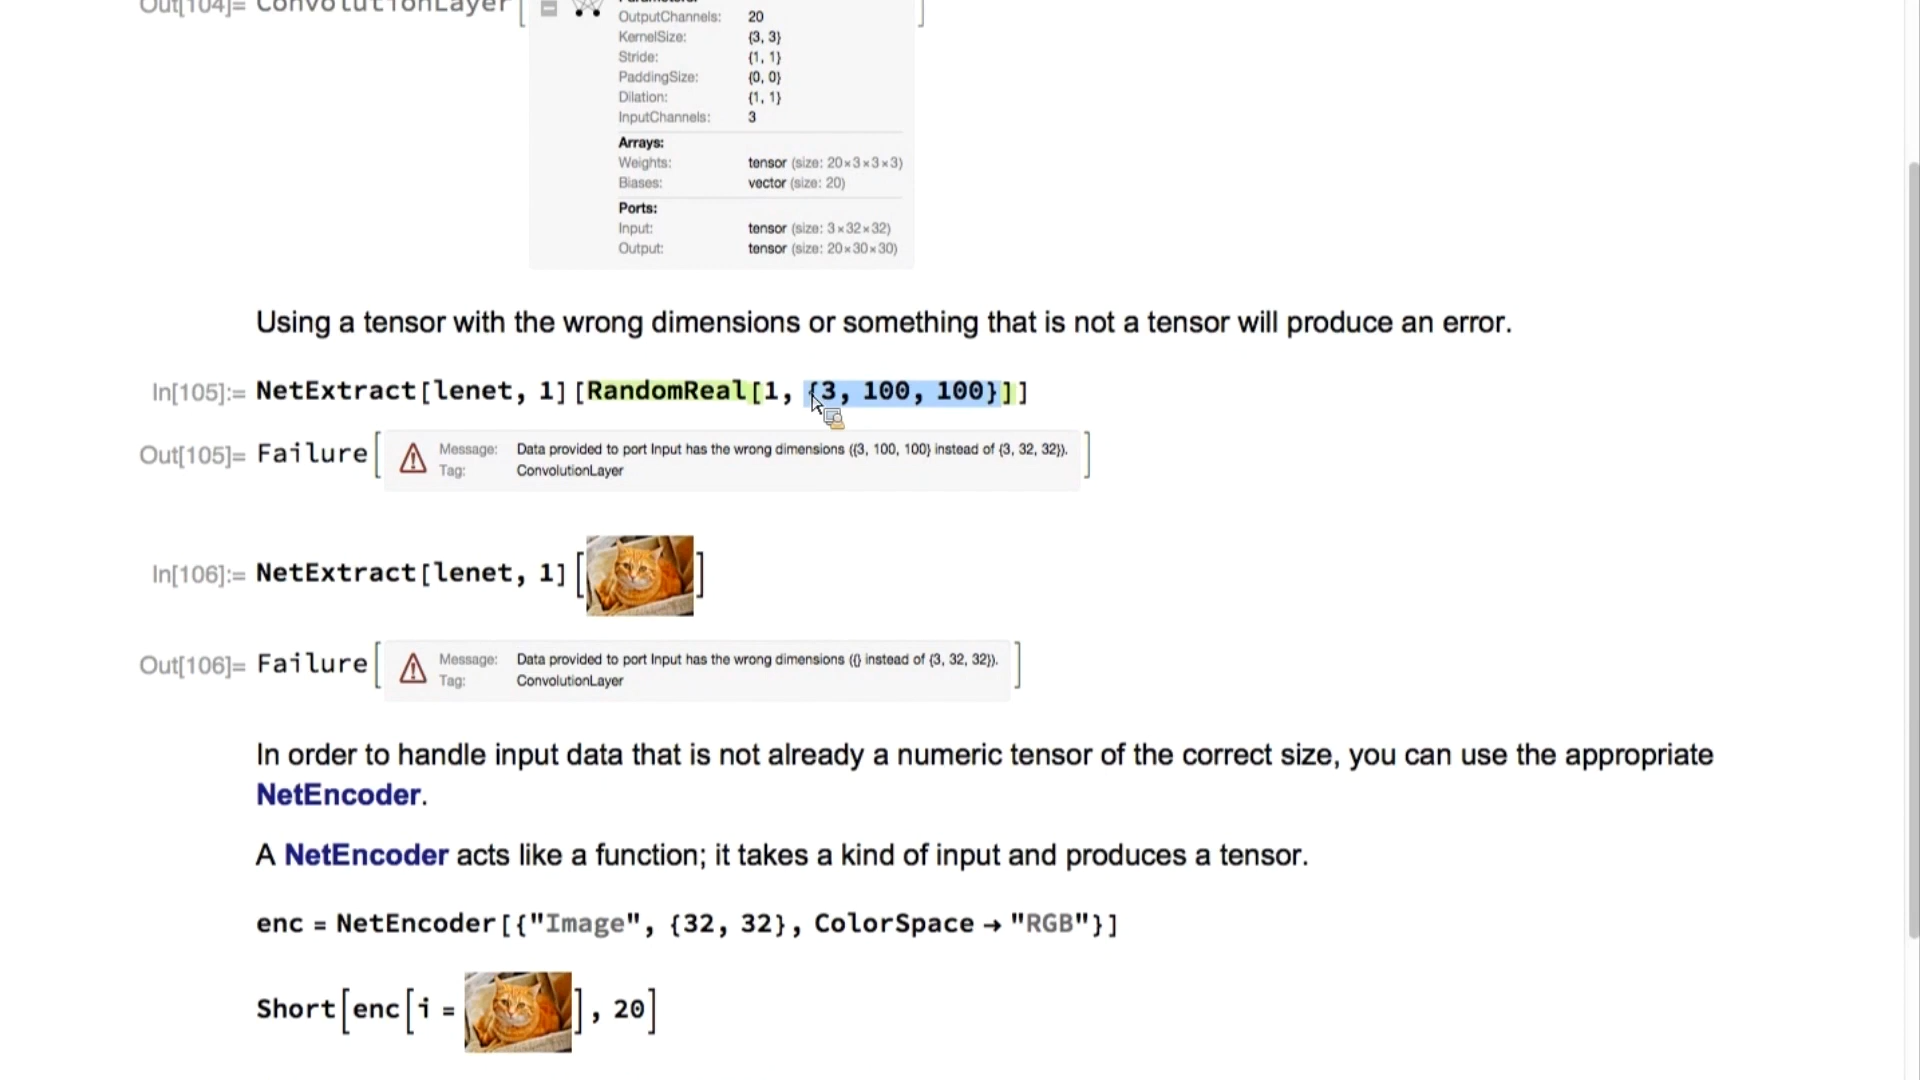 Out[104]= ConvolutionLayer[
Parameters:
OutputChannels: 20
KernelSize: {3, 3}
Stride: {1, 1}
PaddingSize: {0, 0}
Dilation: {1, 1}
InputChannels: 3
]
Arrays:
Weights: tensor (size: 20×3×3×3)
Biases: vector (size: 20)
Ports:
Input: tensor (size: 3×32×32)
Output: tensor (size: 20×30×30)
Using a tensor with the wrong dimensions or something that is not a tensor will produce an error.
In[105]:= NetExtract[lenet, 1][RandomReal[1, {3, 100, 100}]]
Out[105]= Failure[ Message: Data provided to port Input has the wrong dimensions ({3, 100, 100} instead of {3, 32, 32}). ]
Tag: ConvolutionLayer
In[106]:= NetExtract[lenet, 1][ ]
Out[106]= Failure[ Message: Data provided to port Input has the wrong dimensions ({} instead of {3, 32, 32}). ]
Tag: ConvolutionLayer
In order to handle input data that is not already a numeric tensor of the correct size, you can use the appropriate
NetEncoder.
A NetEncoder acts like a function; it takes a kind of input and produces a tensor.
enc = NetEncoder[{"Image", {32, 32}, ColorSpace → "RGB"}]
Short[enc[i = ], 20]